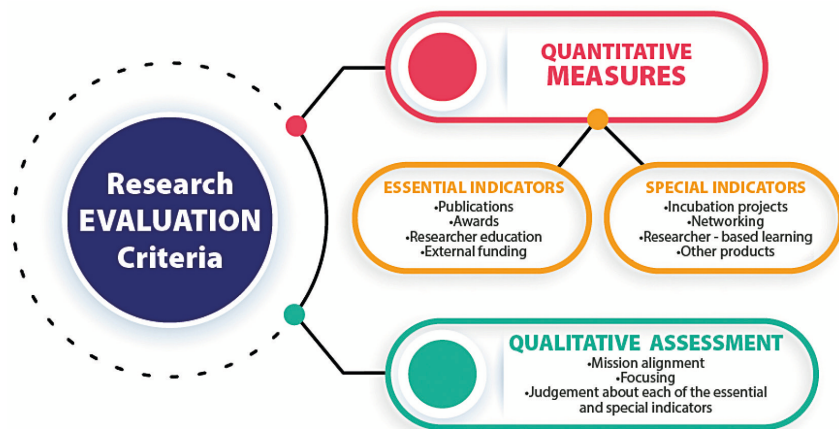 Research
EVALUATION
Criteria
QUANTITATIVE
MEASURES
ESSENTIAL INDICATORS
•Publications
•Awards
•Researcher education
•External funding
SPECIAL INDICATORS
•Incubation projects
•Networking
•Researcher - based learning
•Other products
QUALITATIVE ASSESSMENT
•Mission alignment
•Focusing
•Judgement about each of the essential
and special indicators